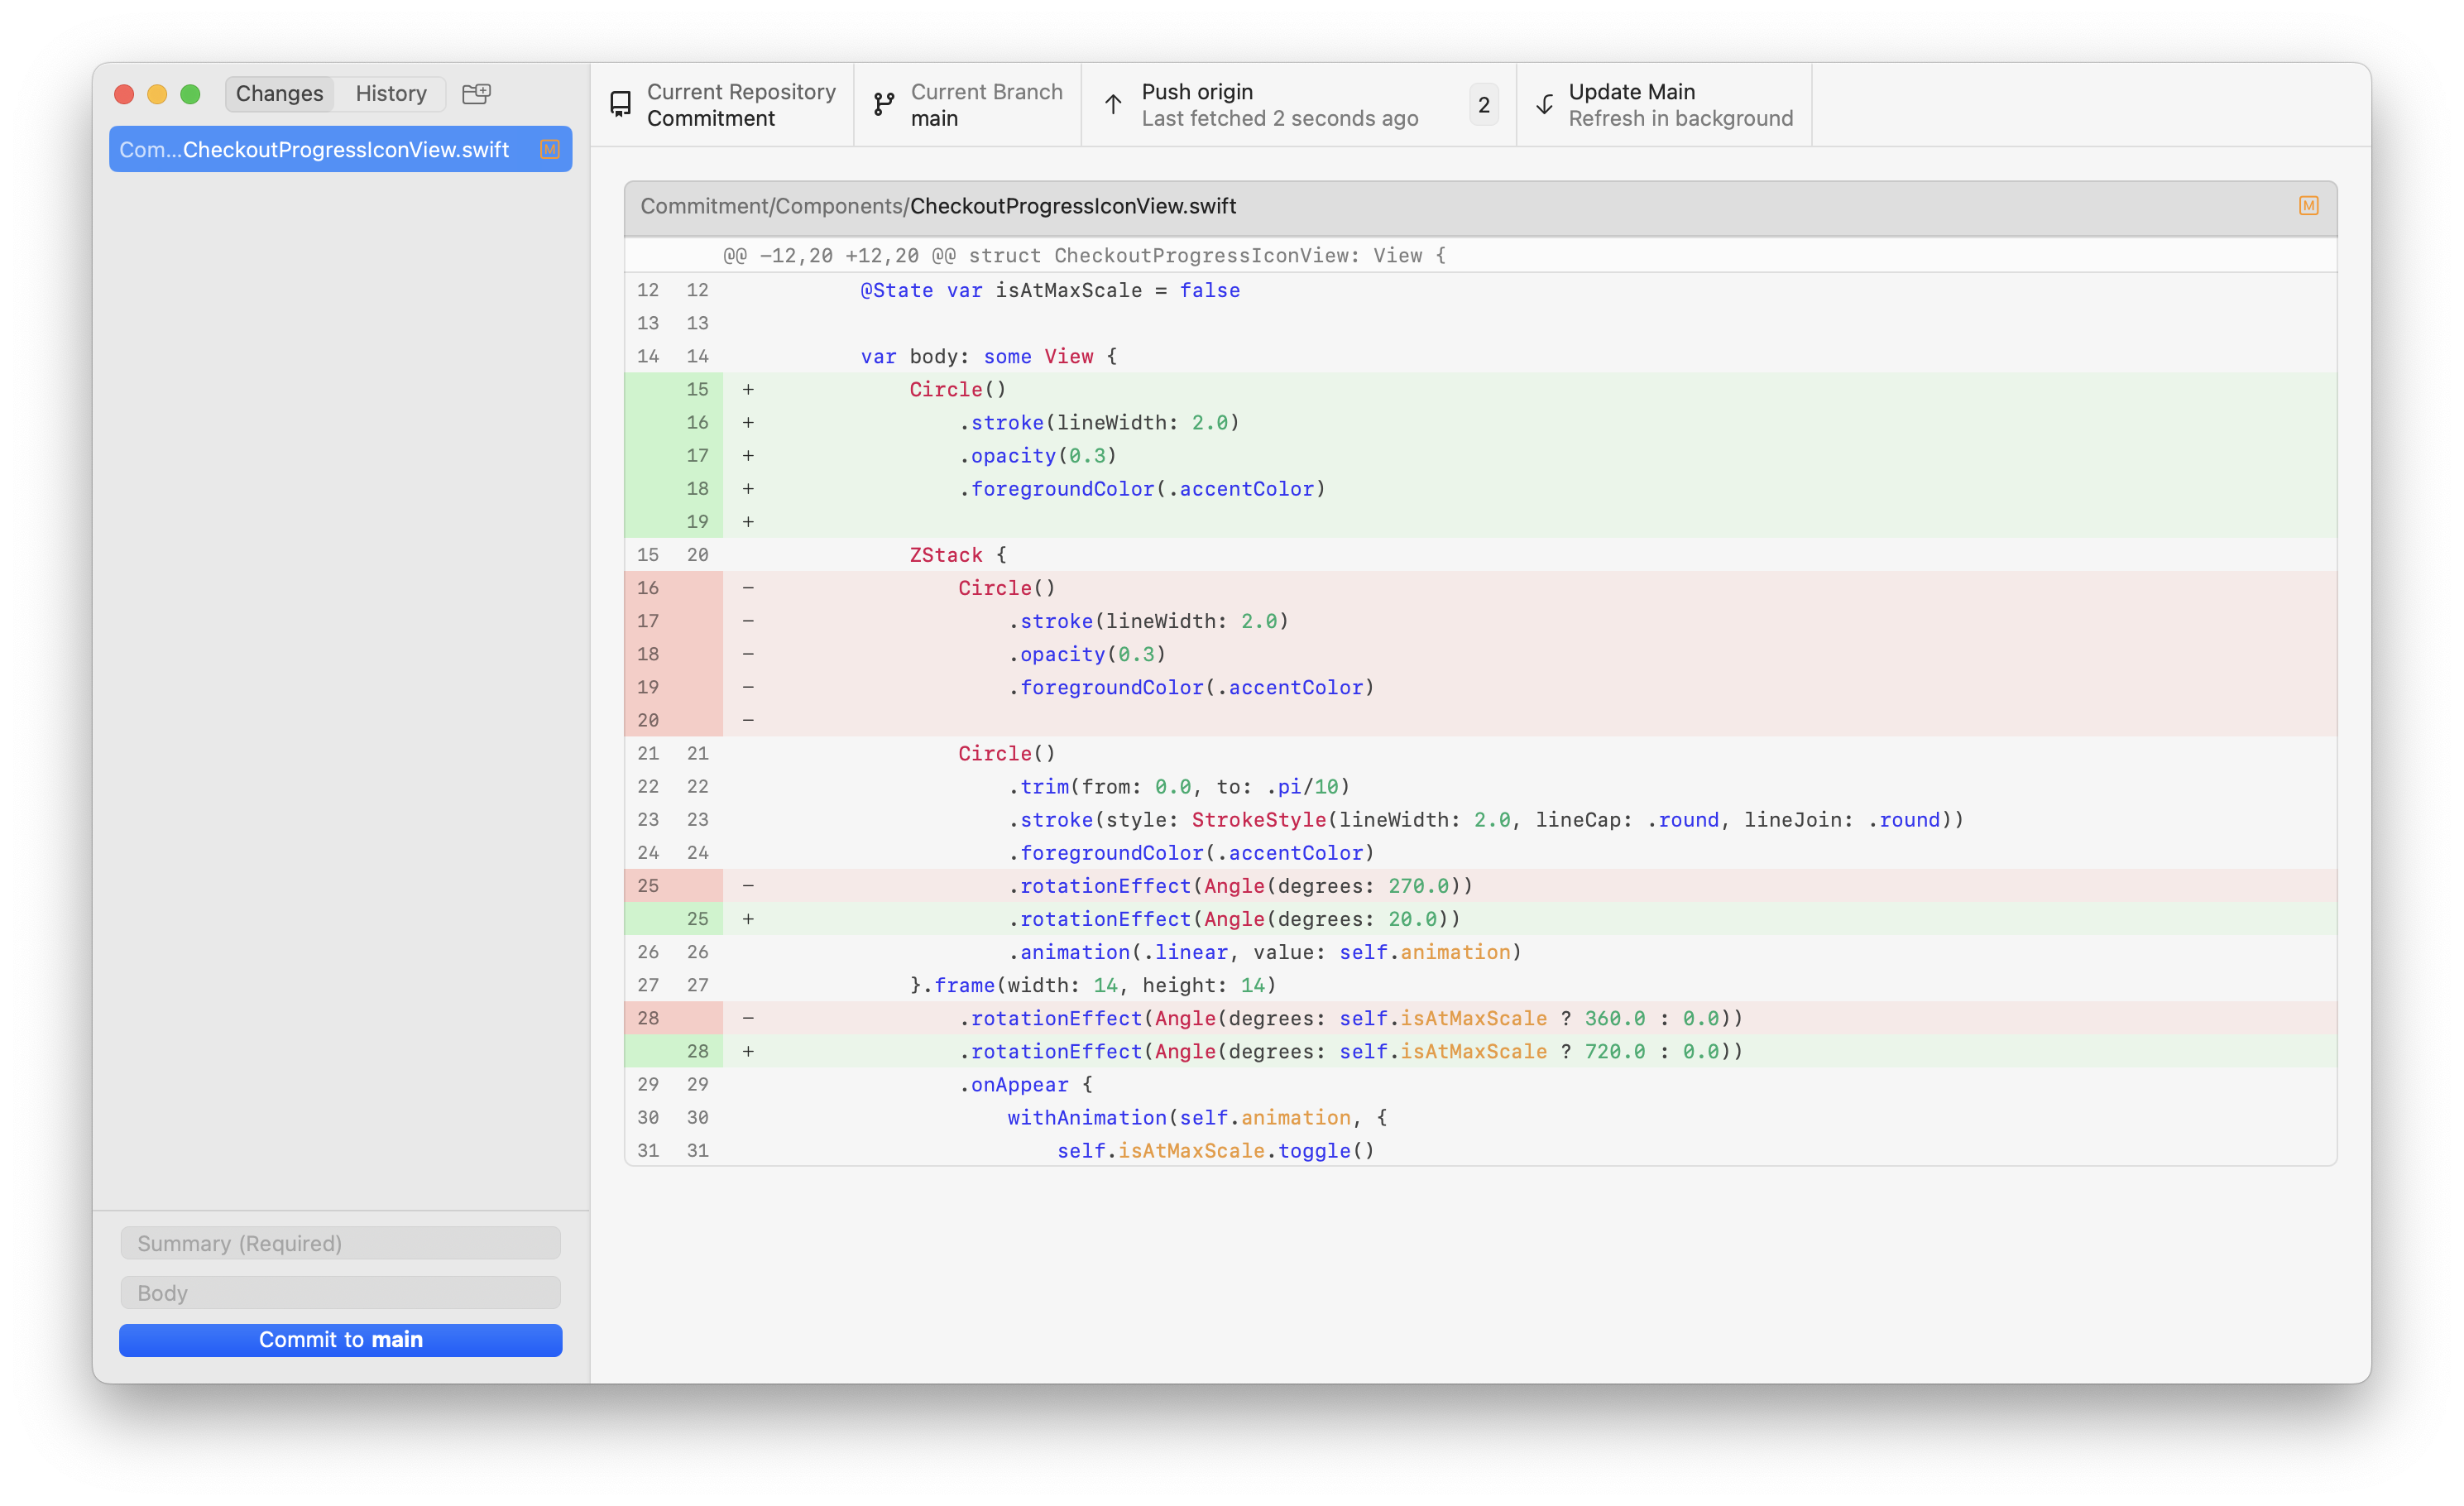 Changes History
Com...CheckoutProgressIconView.swift M
Summary (Required)
Body
Commit to main
Current Repository
Commitment
Current Branch
main
Push origin
Last fetched 2 seconds ago
2
Update Main
Refresh in background
Commitment/Components/CheckoutProgressIconView.swift M
@@ -12,20 +12,20 @@ struct CheckoutProgressIconView: View {
12 12 @State var isAtMaxScale = false
13 13
14 14 var body: some View {
15 + Circle()
16 + .stroke(lineWidth: 2.0)
17 + .opacity(0.3)
18 + .foregroundColor(.accentColor)
19 +
15 20 ZStack {
16 - Circle()
17 - .stroke(lineWidth: 2.0)
18 - .opacity(0.3)
19 - .foregroundColor(.accentColor)
20 -
21 21 Circle()
22 22 .trim(from: 0.0, to: .pi/10)
23 23 .stroke(style: StrokeStyle(lineWidth: 2.0, lineCap: .round, lineJoin: .round))
24 24 .foregroundColor(.accentColor)
25 - .rotationEffect(Angle(degrees: 270.0))
25 + .rotationEffect(Angle(degrees: 20.0))
26 26 .animation(.linear, value: self.animation)
27 27 }.frame(width: 14, height: 14)
28 - .rotationEffect(Angle(degrees: self.isAtMaxScale ? 360.0 : 0.0))
28 + .rotationEffect(Angle(degrees: self.isAtMaxScale ? 720.0 : 0.0))
29 29 .onAppear {
30 30 withAnimation(self.animation, {
31 31 self.isAtMaxScale.toggle()